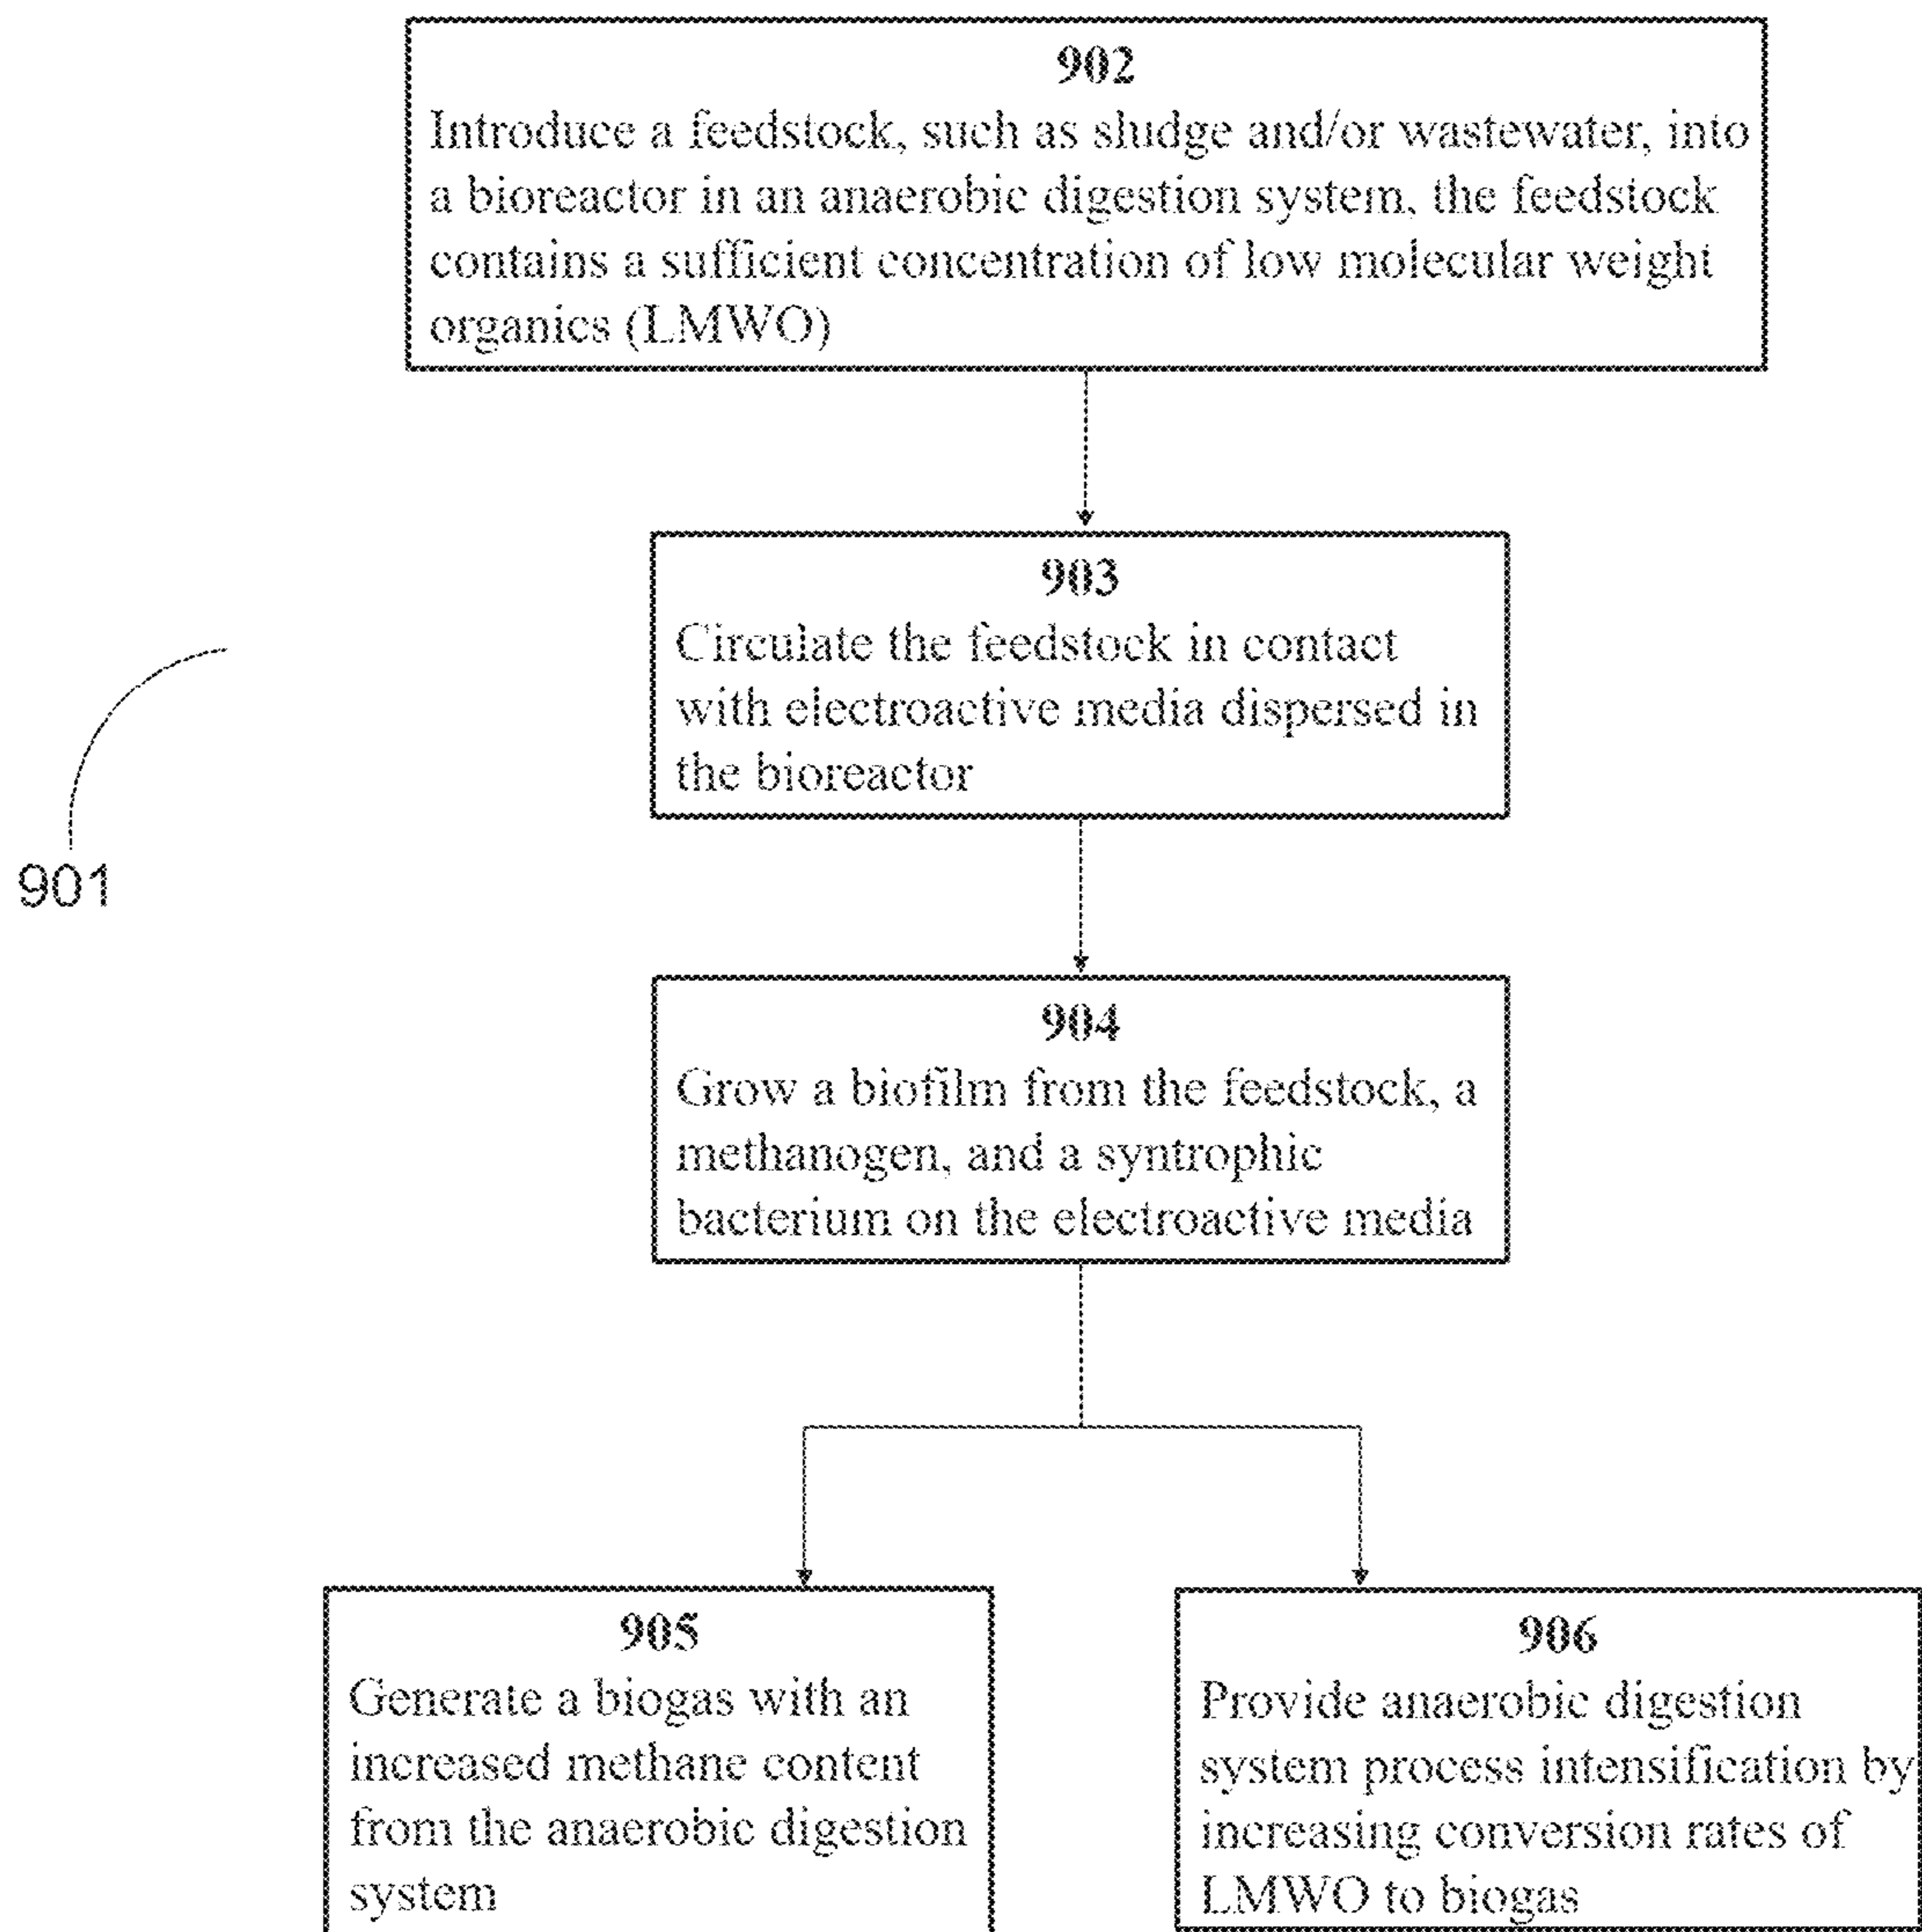 902
Introduce a feedstock, such as sludge and/or wastewater, into
a bioreactor in an anaerobic digestion system, the feedstock
contains a sufficient concentration of low molecular weight
organics (LMWO)
903
Circulate the feedstock in contact
with electroactive media dispersed in
the bioreactor
901
904
Grow a biofilm from the feedstock, a
methanogen, and a syntrophic
bacterium on the electroactive media
905
Generate a biogas with an
increased methane content
from the anaerobic digestion
system
906
Provide anaerobic digestion
system process intensification by
increasing conversion rates of
LMWO to biogas